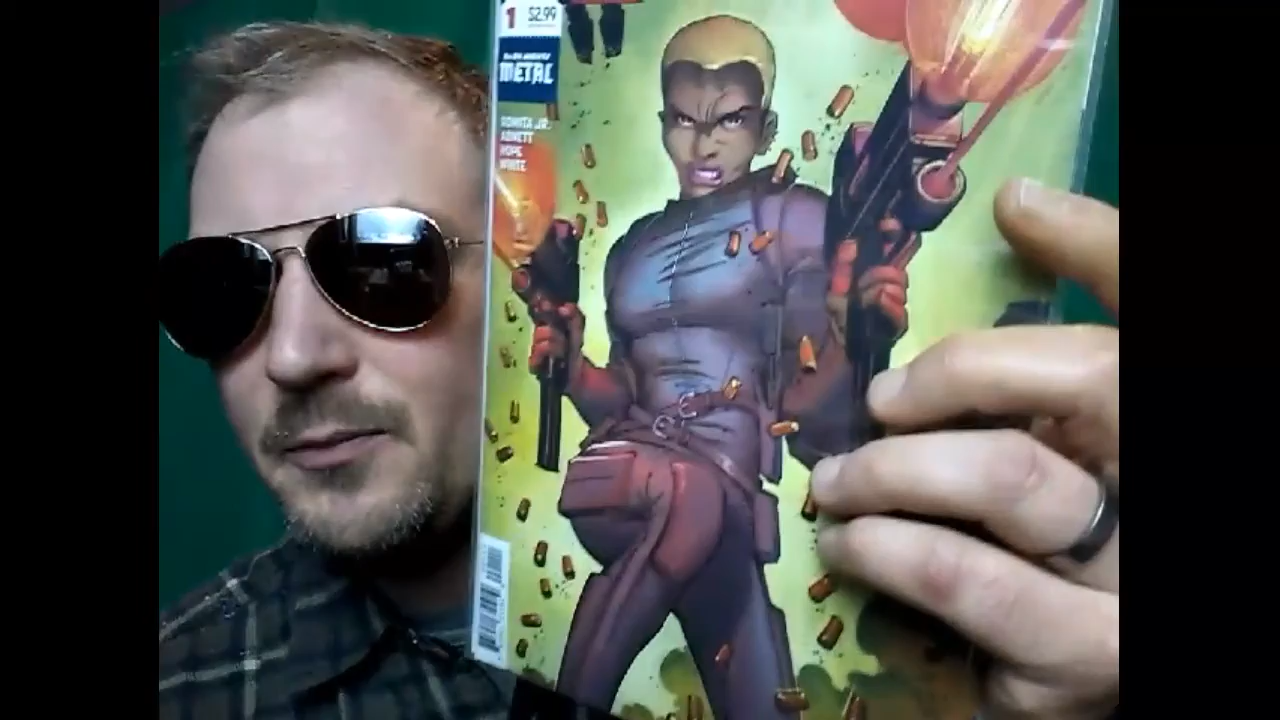 1 $2.99
METAL
ROMITA JR.
ABNETT
HOPE
WHITE